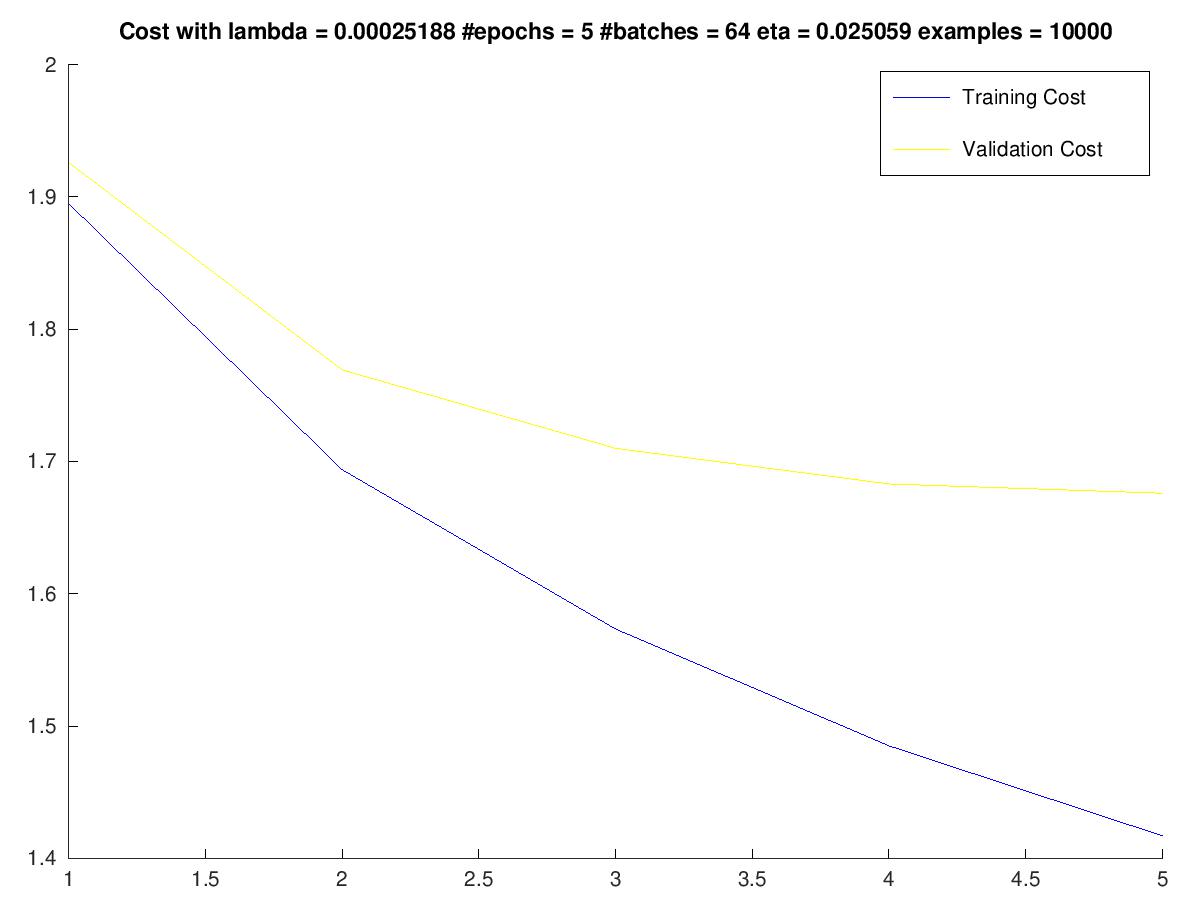 Cost with lambda = 0.00025188 #epochs = 5 #batches = 64 eta = 0.025059 examples = 10000
2
Training Cost
Validation Cost
1.9
1.8
1.7
1.6
1.5
1.4
1 1.5 2 2.5 3 3.5 4 4.5 5